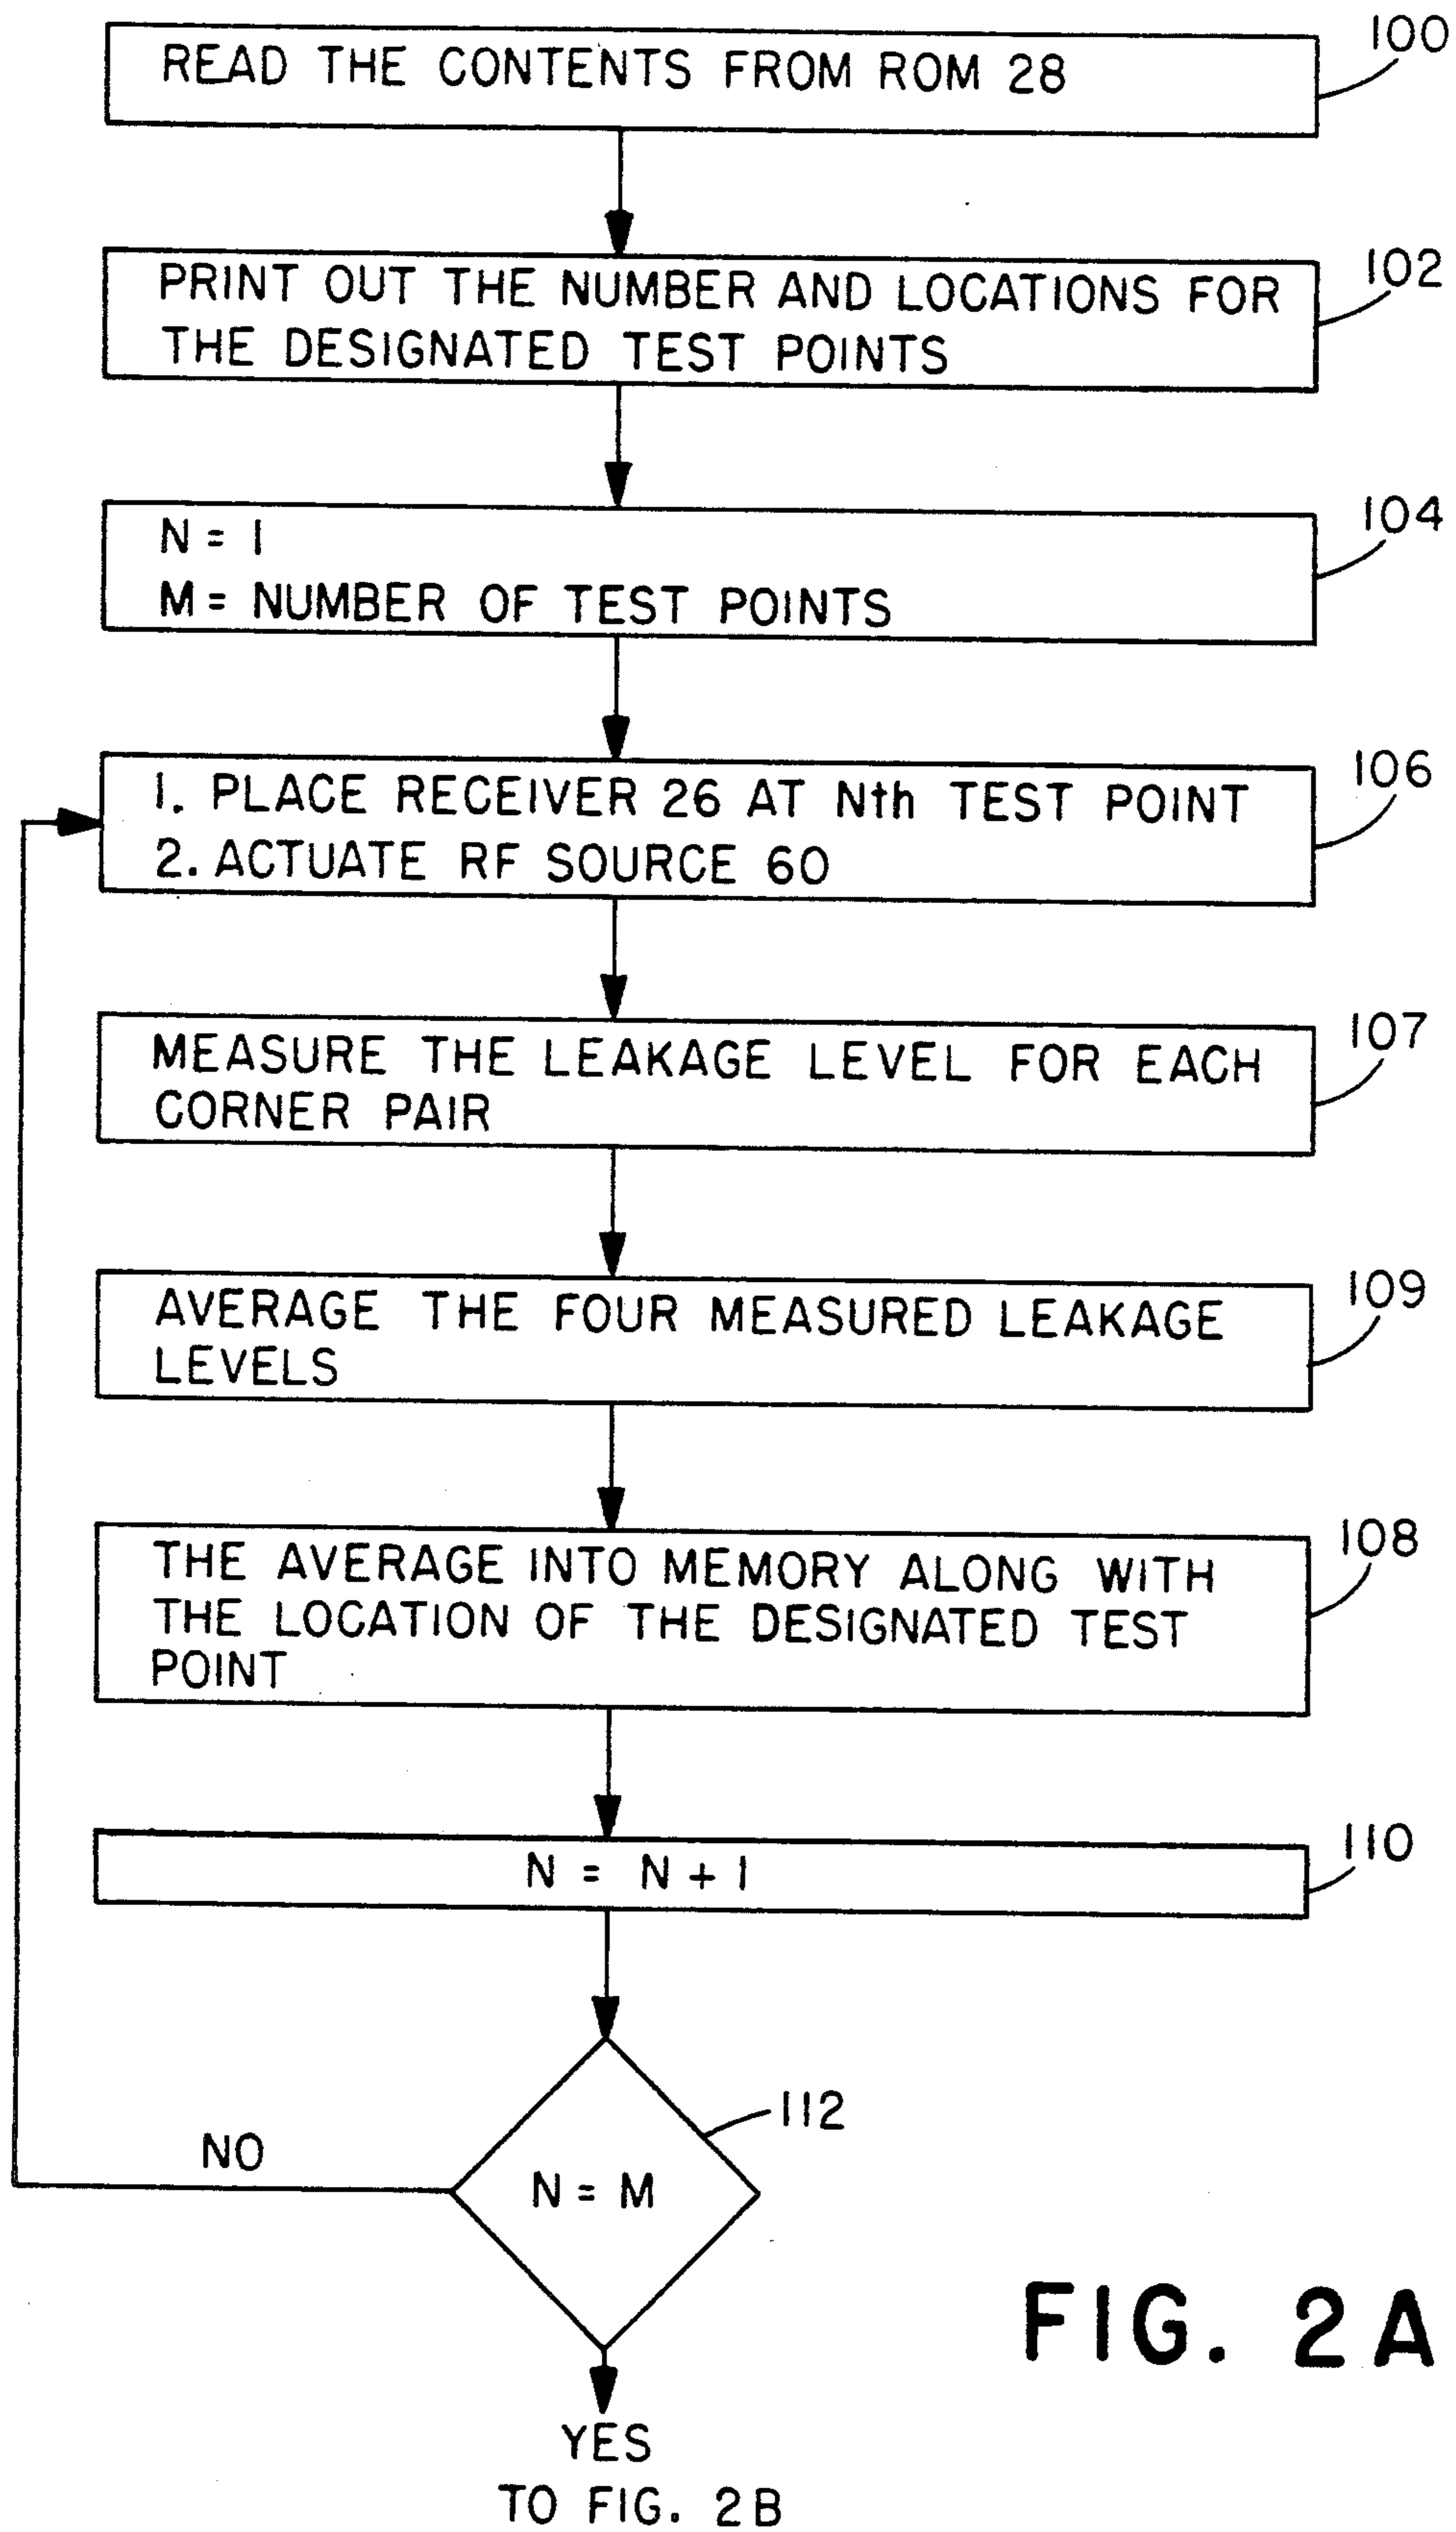 READ THE CONTENTS FROM ROM 28
100
PRINT OUT THE NUMBER AND LOCATIONS FOR
THE DESIGNATED TEST POINTS
102
N = 1
M = NUMBER OF TEST POINTS
104
1. PLACE RECEIVER 26 AT Nth TEST POINT
2. ACTUATE RF SOURCE 60
106
MEASURE THE LEAKAGE LEVEL FOR EACH
CORNER PAIR
107
AVERAGE THE FOUR MEASURED LEAKAGE
LEVELS
109
THE AVERAGE INTO MEMORY ALONG WITH
THE LOCATION OF THE DESIGNATED TEST
POINT
108
N = N + 1
110
112
NO
N = M
YES
TO FIG. 2B
FIG. 2A